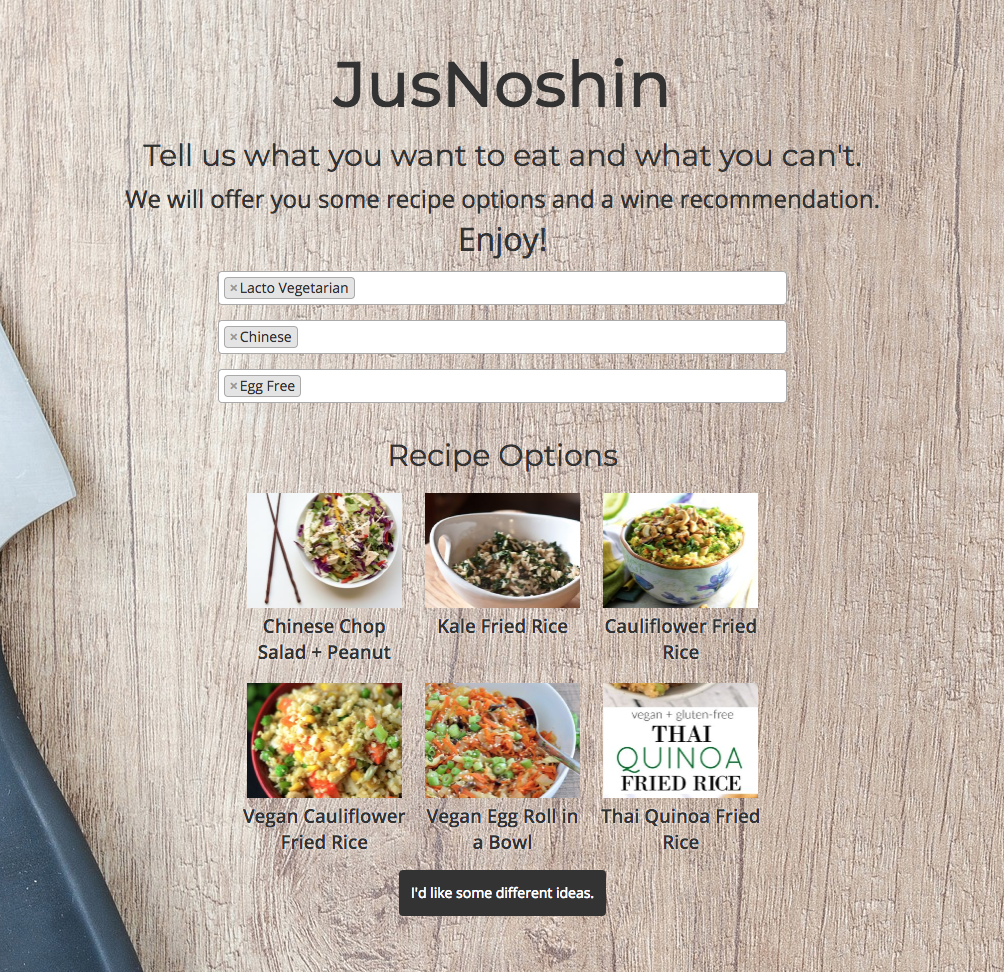 JusNoshin
Tell us what you want to eat and what you can't.
We will offer you some recipe options and a wine recommendation.
Enjoy!
×Lacto Vegetarian
×Chinese
×Egg Free
Recipe Options
Chinese Chop
Salad + Peanut
Kale Fried Rice
Cauliflower Fried
Rice
vegan + gluten-free
THAI
QUINOA
FRIED RICE
Vegan Cauliflower
Fried Rice
Vegan Egg Roll in
a Bowl
Thai Quinoa Fried
Rice
I'd like some different ideas.